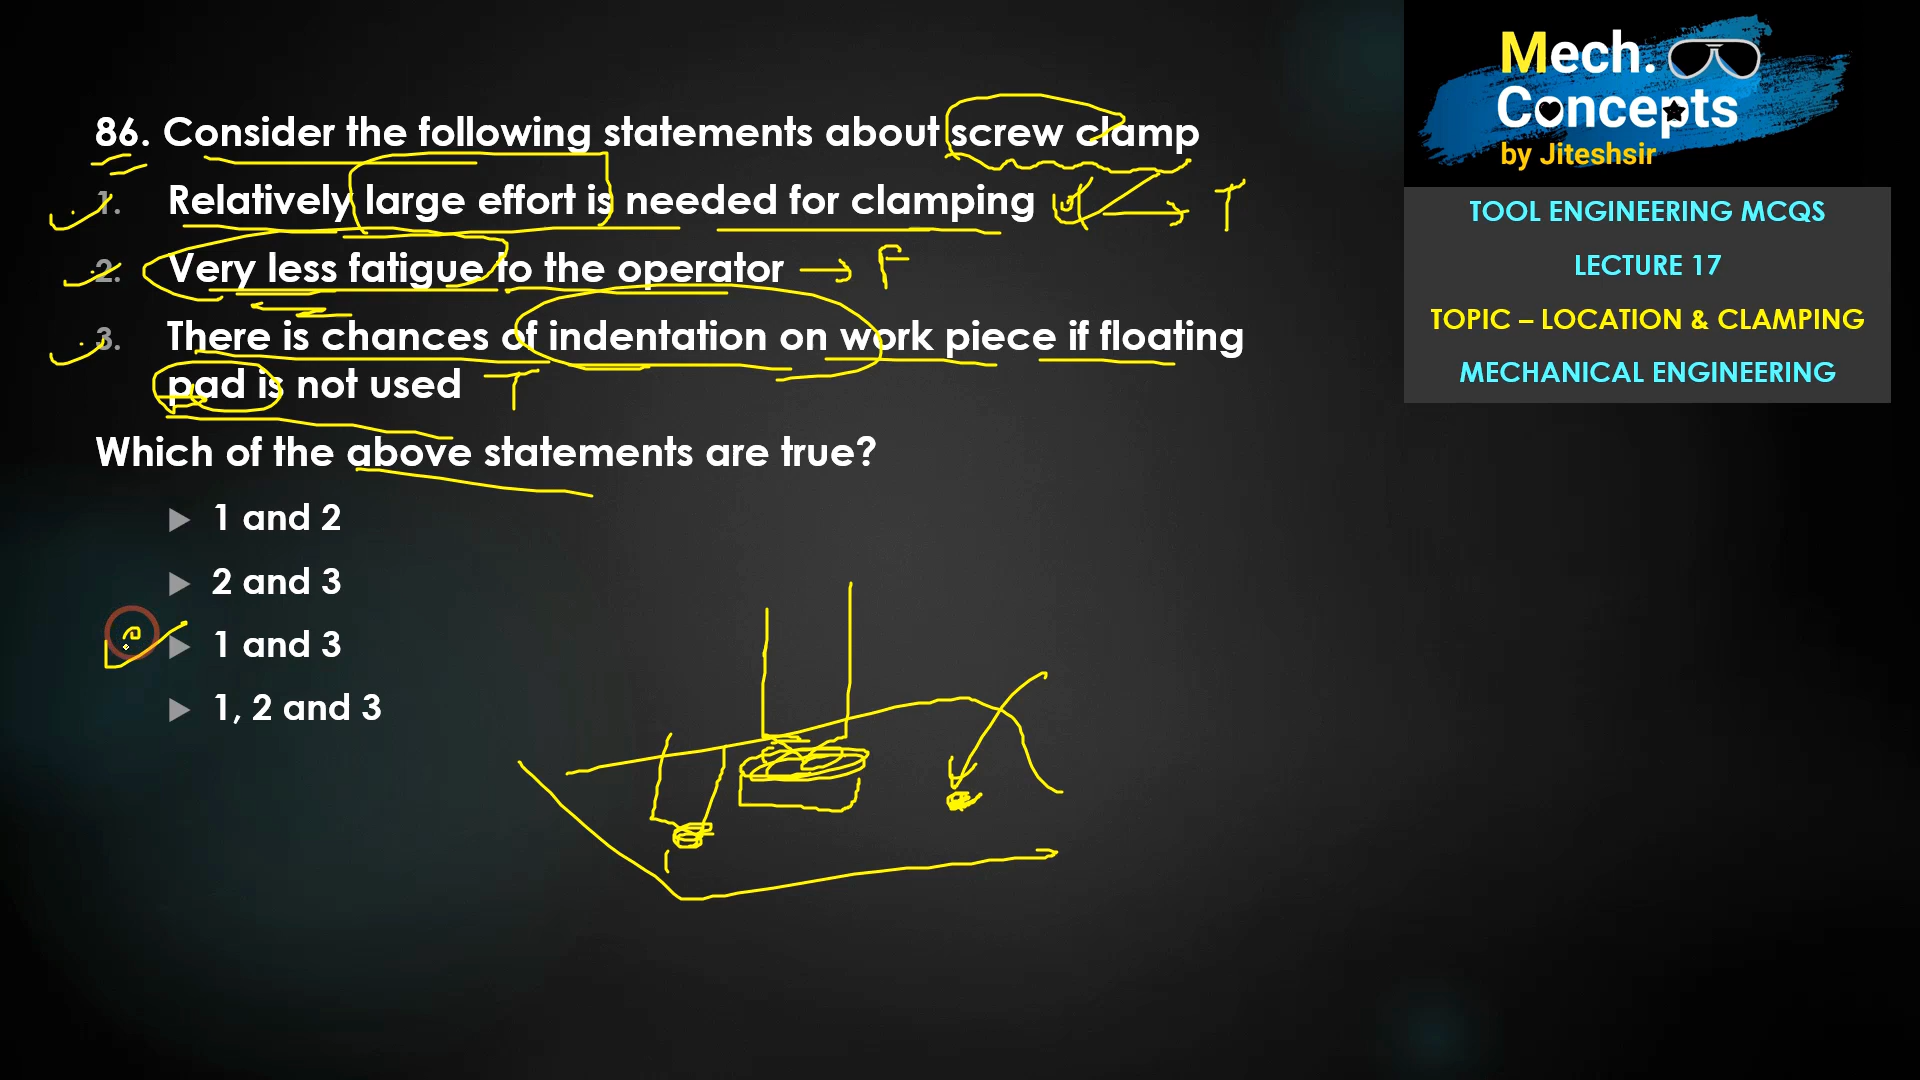 86. Consider the following statements about screw clamp
1. Relatively large effort is needed for clamping → T
2. Very less fatigue to the operator → F
3. There is chances of indentation on work piece if floating
pad is not used T
Which of the above statements are true?
1 and 2
2 and 3
1 and 3
1, 2 and 3
Mech.
Concepts
by Jiteshsir
TOOL ENGINEERING MCQS
LECTURE 17
TOPIC – LOCATION & CLAMPING
MECHANICAL ENGINEERING